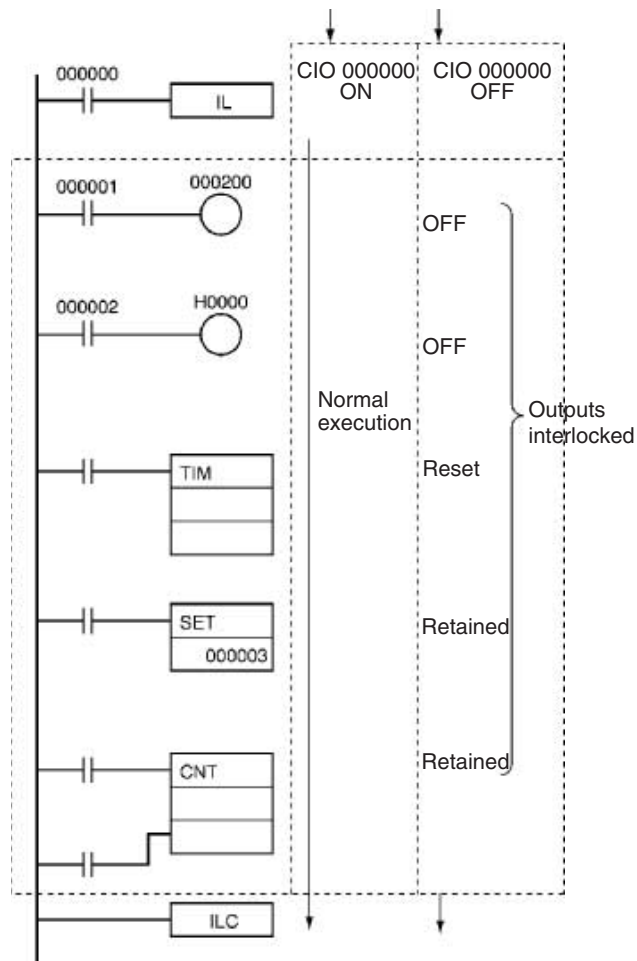 000000
IL
CIO 000000
ON
CIO 000000
OFF
000001
000200
OFF
000002
H0000
OFF
Normal
execution
Outputs
interlocked
TIM
Reset
SET
000003
Retained
CNT
Retained
ILC